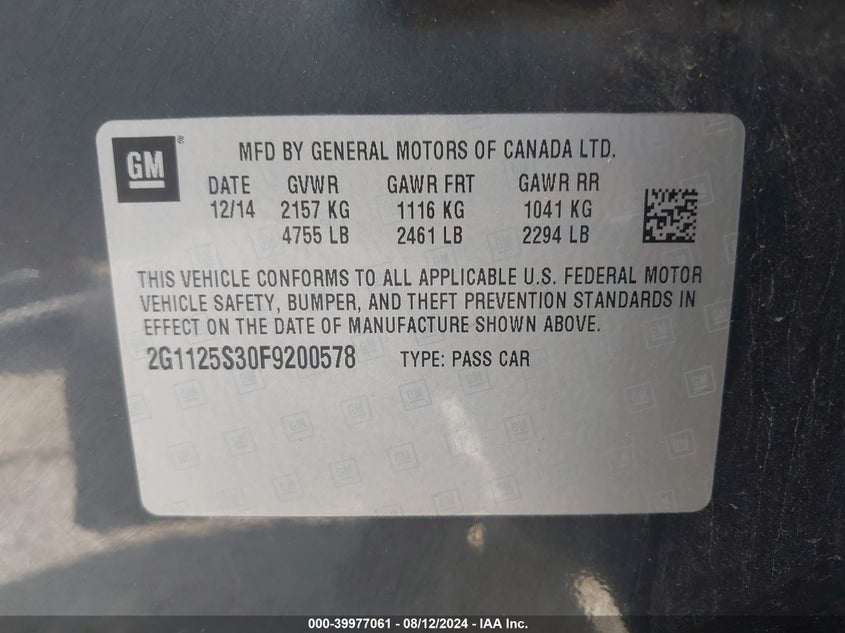 GM®
MFD BY GENERAL MOTORS OF CANADA LTD.
DATE GVWR GAWR FRT GAWR RR
12/14 2157 KG 1116 KG 1041 KG
4755 LB 2461 LB 2294 LB
THIS VEHICLE CONFORMS TO ALL APPLICABLE U.S. FEDERAL MOTOR
VEHICLE SAFETY, BUMPER, AND THEFT PREVENTION STANDARDS IN
EFFECT ON THE DATE OF MANUFACTURE SHOWN ABOVE.
2G1125S30F9200578 TYPE: PASS CAR
000-39977061 - 08/12/2024 - IAA Inc.